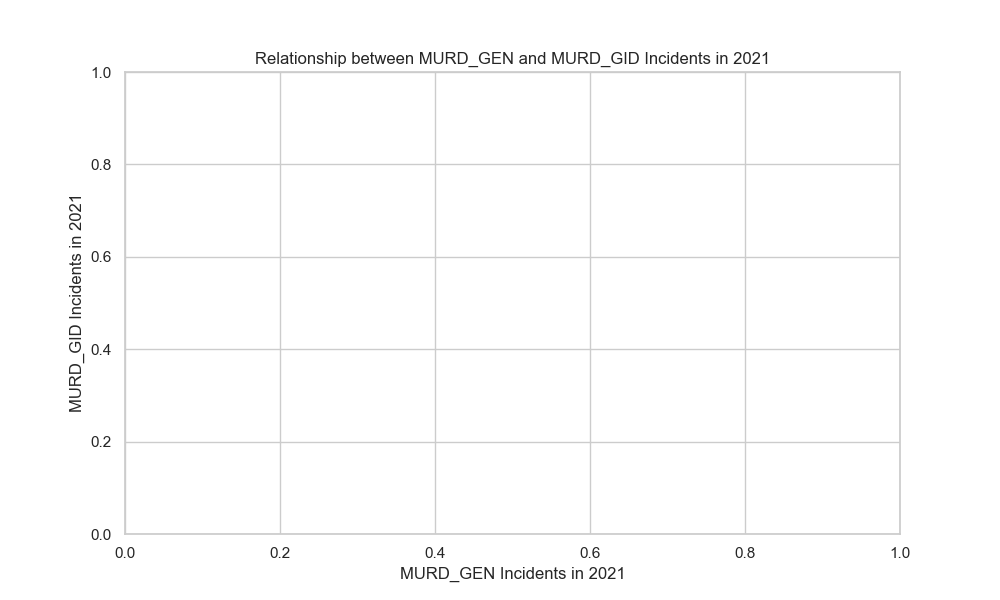 Relationship between MURD_GEN and MURD_GID Incidents in 2021
MURD_GID Incidents in 2021
1.0
0.8
0.6
0.4
0.2
0.0
0.0 0.2 0.4 0.6 0.8 1.0
MURD_GEN Incidents in 2021